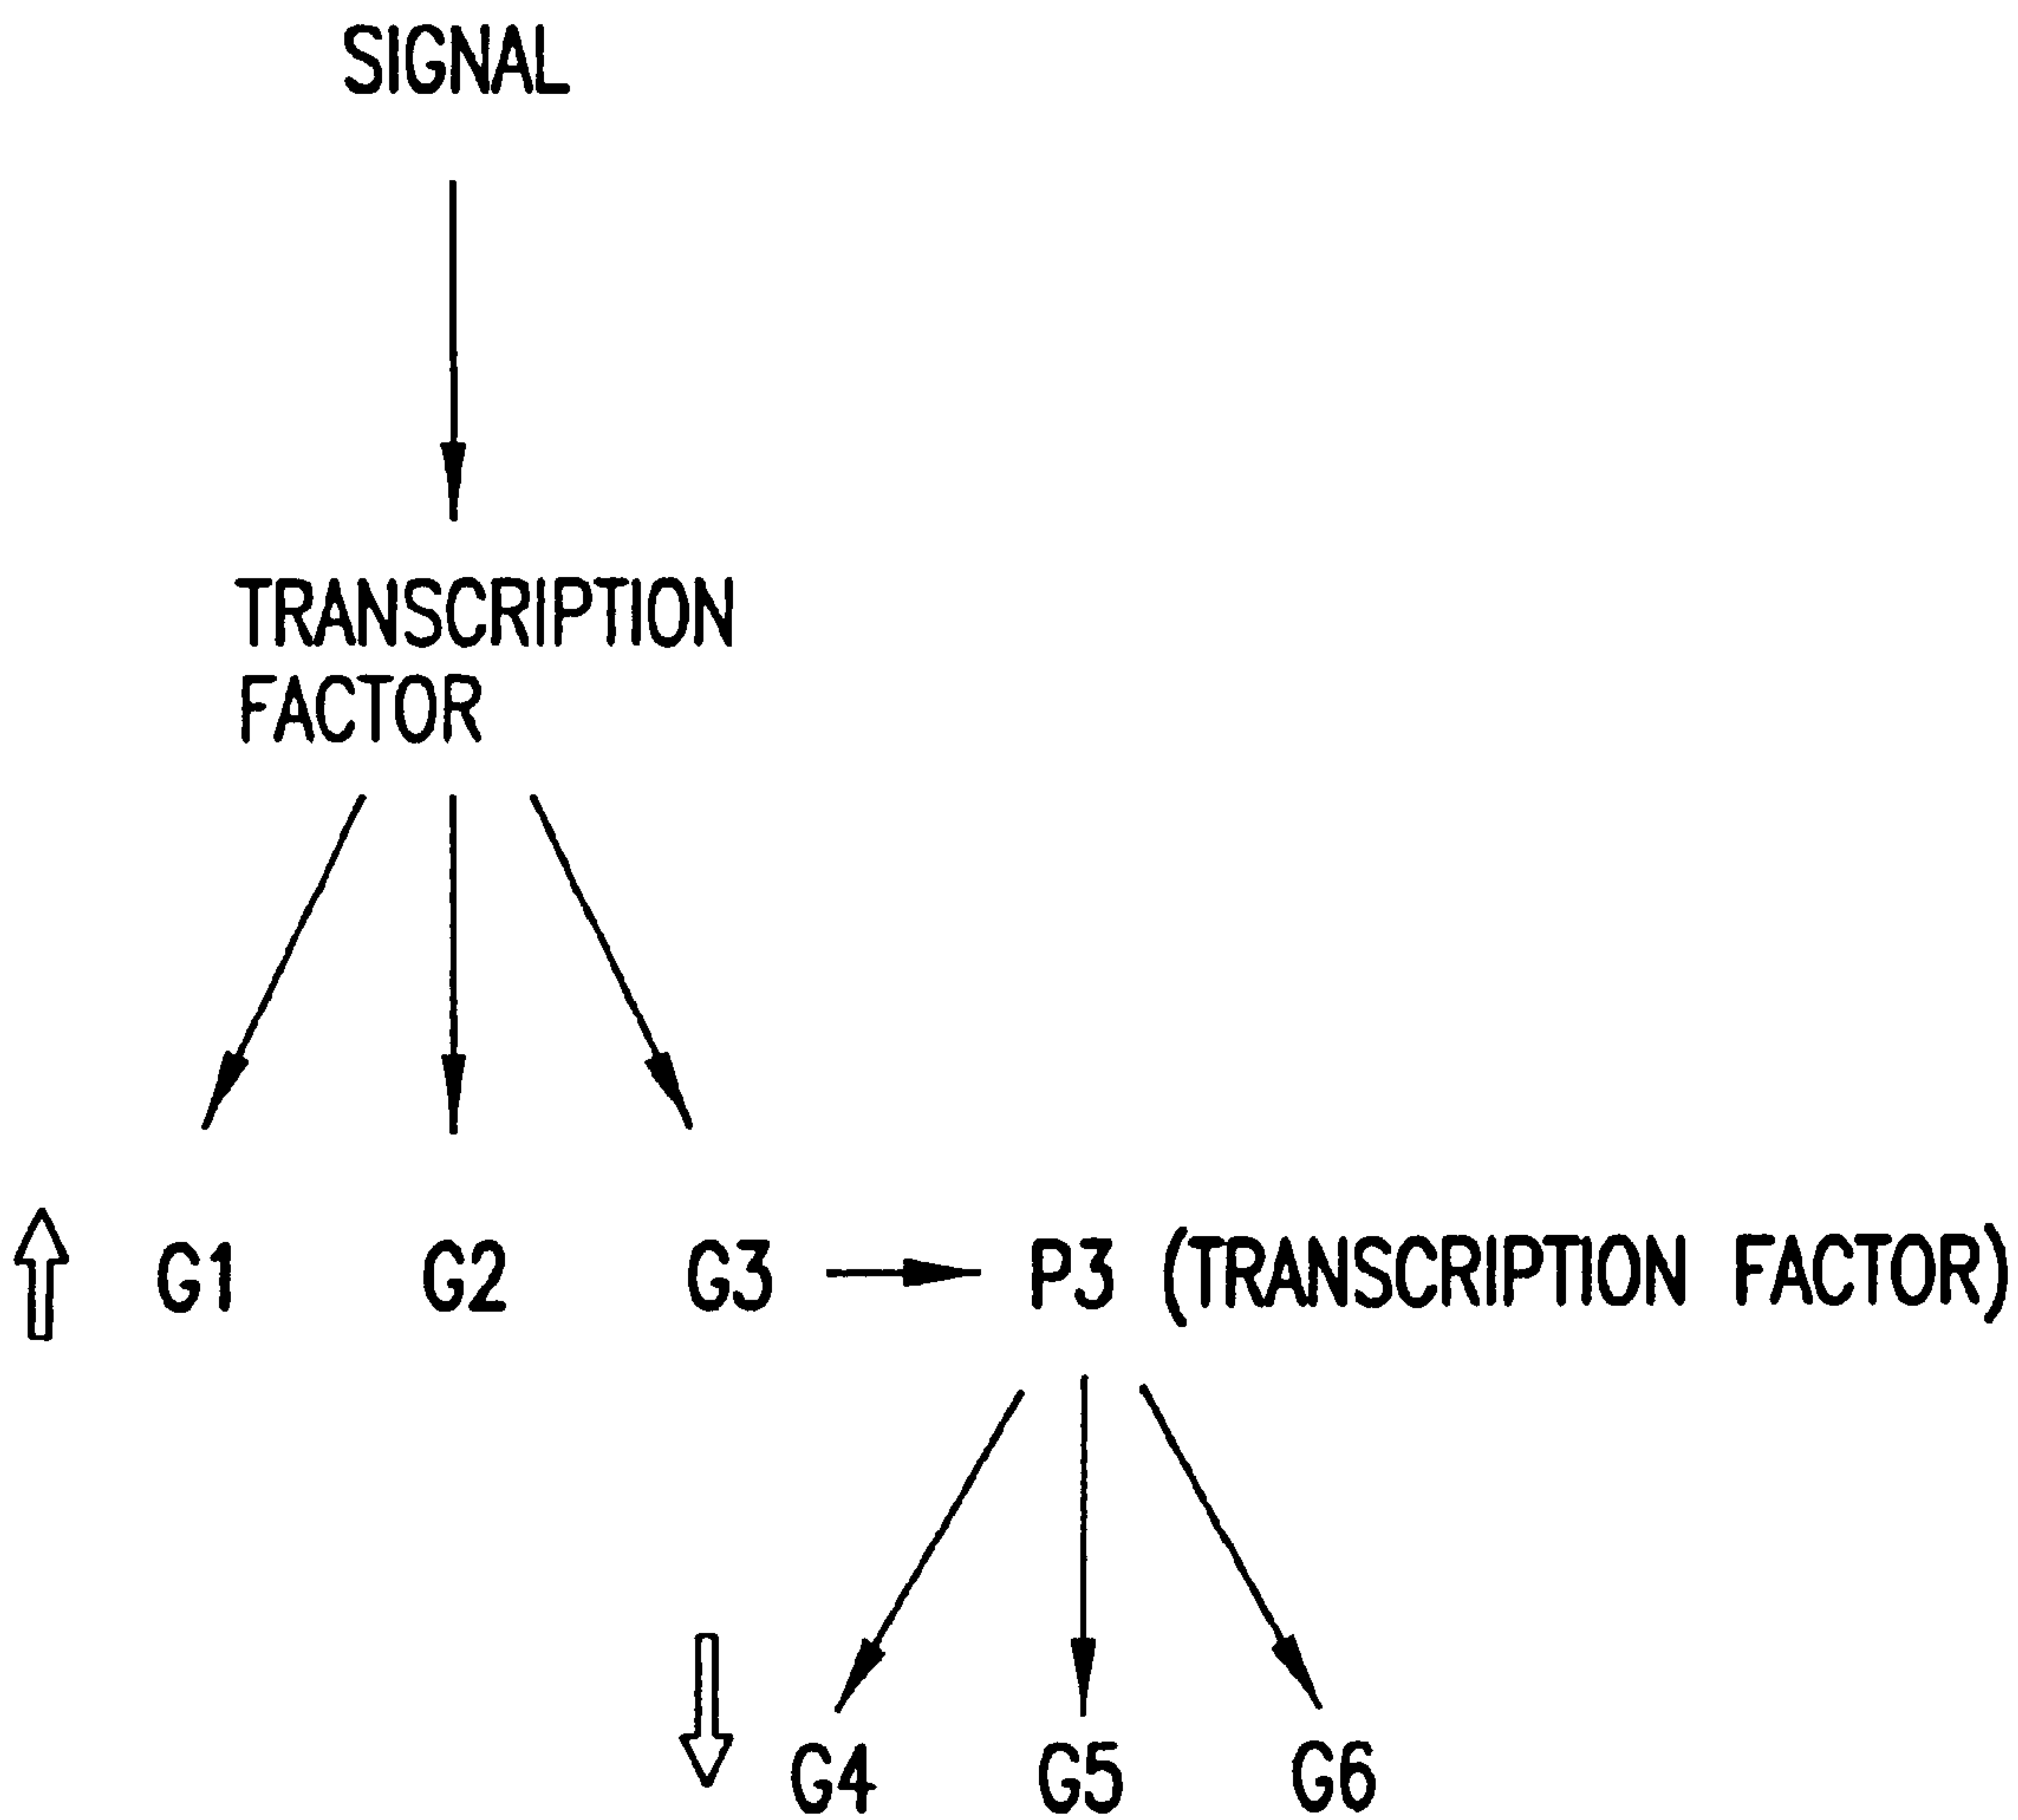 SIGNAL
TRANSCRIPTION
FACTOR
G1 G2 G3 P3 (TRANSCRIPTION FACTOR)
G4 G5 G6